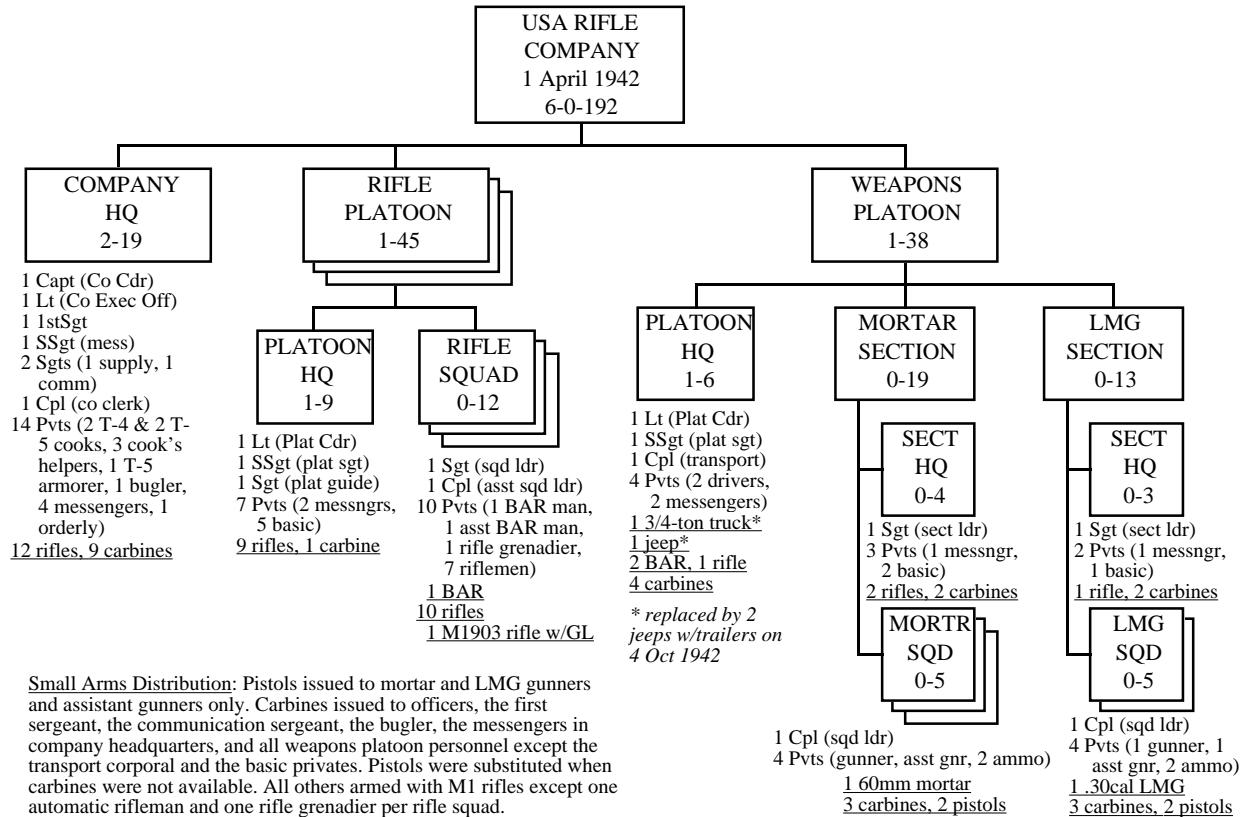 USA RIFLE
COMPANY
1 April 1942
6-0-192
COMPANY
HQ
2-19
1 Capt (Co Cdr)
1 Lt (Co Exec Off)
1 1stSgt
1 SSgt (mess)
2 Sgts (1 supply, 1
comm)
1 Cpl (co clerk)
14 Pvts (2 T-4 & 2 T-
5 cooks, 3 cook's
helpers, 1 T-5
armorer, 1 bugler,
4 messengers, 1
orderly)
12 rifles, 9 carbines
RIFLE
PLATOON
1-45
PLATOON
HQ
1-9
1 Lt (Plat Cdr)
1 SSgt (plat sgt)
1 Sgt (plat guide)
7 Pvts (2 messngrs,
5 basic)
9 rifles, 1 carbine
RIFLE
SQUAD
0-12
1 Sgt (sqd ldr)
1 Cpl (asst sqd ldr)
10 Pvts (1 BAR man,
1 asst BAR man,
1 rifle grenadier,
7 riflemen)
1 BAR
10 rifles
1 M1903 rifle w/GL
WEAPONS
PLATOON
1-38
PLATOON
HQ
1-6
1 Lt (Plat Cdr)
1 SSgt (plat sgt)
1 Cpl (transport)
4 Pvts (2 drivers,
2 messengers)
1 3/4-ton truck*
1 jeep*
2 BAR, 1 rifle
4 carbines
* replaced by 2
jeeps w/trailers on
4 Oct 1942
MORTAR
SECTION
0-19
SECT
HQ
0-4
1 Sgt (sect ldr)
3 Pvts (1 messngr,
2 basic)
2 rifles, 2 carbines
MORTR
SQD
0-5
1 Cpl (sqd ldr)
4 Pvts (gunner, asst gnr, 2 ammo)
1 60mm mortar
3 carbines, 2 pistols
LMG
SECTION
0-13
SECT
HQ
0-3
1 Sgt (sect ldr)
2 Pvts (1 messngr,
1 basic)
1 rifle, 2 carbines
LMG
SQD
0-5
1 Cpl (sqd ldr)
4 Pvts (1 gunner, 1
asst gnr, 2 ammo)
1 .30cal LMG
3 carbines, 2 pistols
Small Arms Distribution: Pistols issued to mortar and LMG gunners
and assistant gunners only. Carbines issued to officers, the first
sergeant, the communication sergeant, the bugler, the messengers in
company headquarters, and all weapons platoon personnel except the
transport corporal and the basic privates. Pistols were substituted when
carbines were not available. All others armed with M1 rifles except one
automatic rifleman and one rifle grenadier per rifle squad.